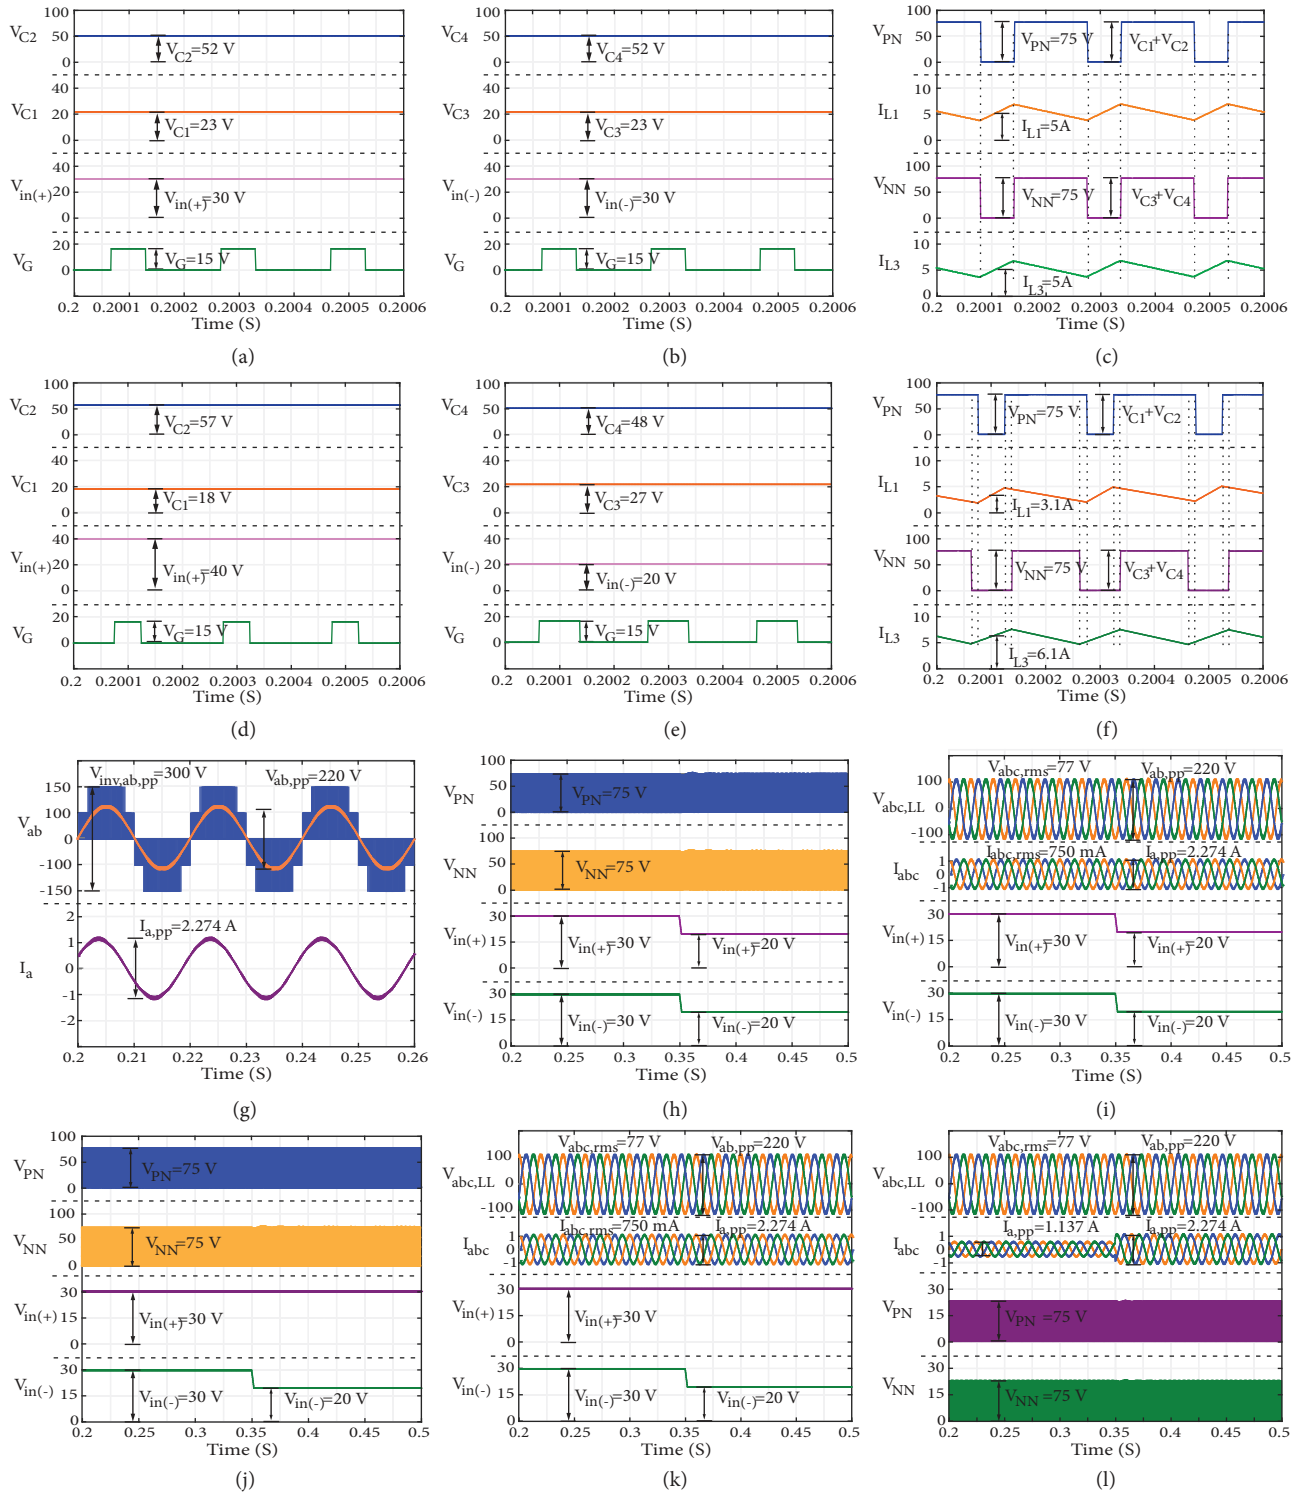 100
V_C2 50
V_C2=52 V
0
40
V_C1 20
V_C1=23 V
0
40
V_in(+) 20
V_in(+)=30 V
0
20
V_G
V_G=15 V
0
0.2 0.2001 0.2002 0.2003 0.2004 0.2005 0.2006
Time (S)
(a)
100
V_C4 50
V_C4=52 V
0
40
V_C3 20
V_C3=23 V
0
40
V_in(-) 20
V_in(-)=30 V
0
20
V_G
V_G=15 V
0
0.2 0.2001 0.2002 0.2003 0.2004 0.2005 0.2006
Time (S)
(b)
100
V_PN 50
V_PN=75 V V_C1+V_C2
0
10
I_L1 5
I_L1=5A
0
100
V_NN 50
V_NN=75 V V_C3+V_C4
0
10
I_L3 5
I_L3=5A
0
0.2 0.2001 0.2002 0.2003 0.2004 0.2005 0.2006
Time (S)
(c)
100
V_C2 50
V_C2=57 V
0
40
V_C1 20
V_C1=18 V
0
40
V_in(+) 20
V_in(+)=40 V
0
20
V_G
V_G=15 V
0
0.2 0.2001 0.2002 0.2003 0.2004 0.2005 0.2006
Time (S)
(d)
100
V_C4 50
V_C4=48 V
0
40
V_C3 20
V_C3=27 V
0
40
V_in(-) 20
V_in(-)=20 V
0
20
V_G
V_G=15 V
0
0.2 0.2001 0.2002 0.2003 0.2004 0.2005 0.2006
Time (S)
(e)
100
V_PN 50
V_PN=75 V V_C1+V_C2
0
10
I_L1 5
I_L1=3.1A
0
100
V_NN 50
V_NN=75 V V_C3+V_C4
0
10
I_L3 5
I_L3=6.1A
0
0.2 0.2001 0.2002 0.2003 0.2004 0.2005 0.2006
Time (S)
(f)
V_inv,ab,pp=300 V V_ab,pp=220 V
150
100
V_ab 0
-100
-150
2
I_a,pp=2.274 A
1
I_a 0
-1
-2
0.2 0.21 0.22 0.23 0.24 0.25 0.26
Time (S)
(g)
100
V_PN 50
V_PN=75 V
0
100
V_NN 50
V_NN=75 V
0
30
V_in(+) 15
V_in(+)=30 V V_in(+)=20 V
0
30
V_in(-) 15
V_in(-)=30 V V_in(-)=20 V
0
0.2 0.25 0.3 0.35 0.4 0.45 0.5
Time (S)
(h)
V_abc,rms=77 V V_ab,pp=220 V
100
V_abc,LL 0
-100
I_abc,rms=750 mA I_a,pp=2.274 A
1
I_abc 0
-1
30
V_in(+) 15
V_in(+)=30 V V_in(+)=20 V
0
30
V_in(-) 15
V_in(-)=30 V V_in(-)=20 V
0
0.2 0.25 0.3 0.35 0.4 0.45 0.5
Time (S)
(i)
100
V_PN 50
V_PN=75 V
0
100
V_NN 50
V_NN=75 V
0
30
V_in(+) 15
V_in(+)=30 V
0
30
V_in(-) 15
V_in(-)=30 V V_in(-)=20 V
0
0.2 0.25 0.3 0.35 0.4 0.45 0.5
Time (S)
(j)
V_abc,rms=77 V V_ab,pp=220 V
100
V_abc,LL 0
-100
I_abc,rms=750 mA I_a,pp=2.274 A
1
I_abc 0
-1
30
V_in(+) 15
V_in(+)=30 V
0
30
V_in(-) 15
V_in(-)=30 V V_in(-)=20 V
0
0.2 0.25 0.3 0.35 0.4 0.45 0.5
Time (S)
(k)
V_abc,rms=77 V V_ab,pp=220 V
100
V_abc,LL 0
-100
I_a,pp=1.137 A I_a,pp=2.274 A
1
I_abc 0
-1
30
V_PN 15
V_PN=75 V
0
30
V_NN 15
V_NN=75 V
0
0.2 0.25 0.3 0.35 0.4 0.45 0.5
Time (S)
(l)